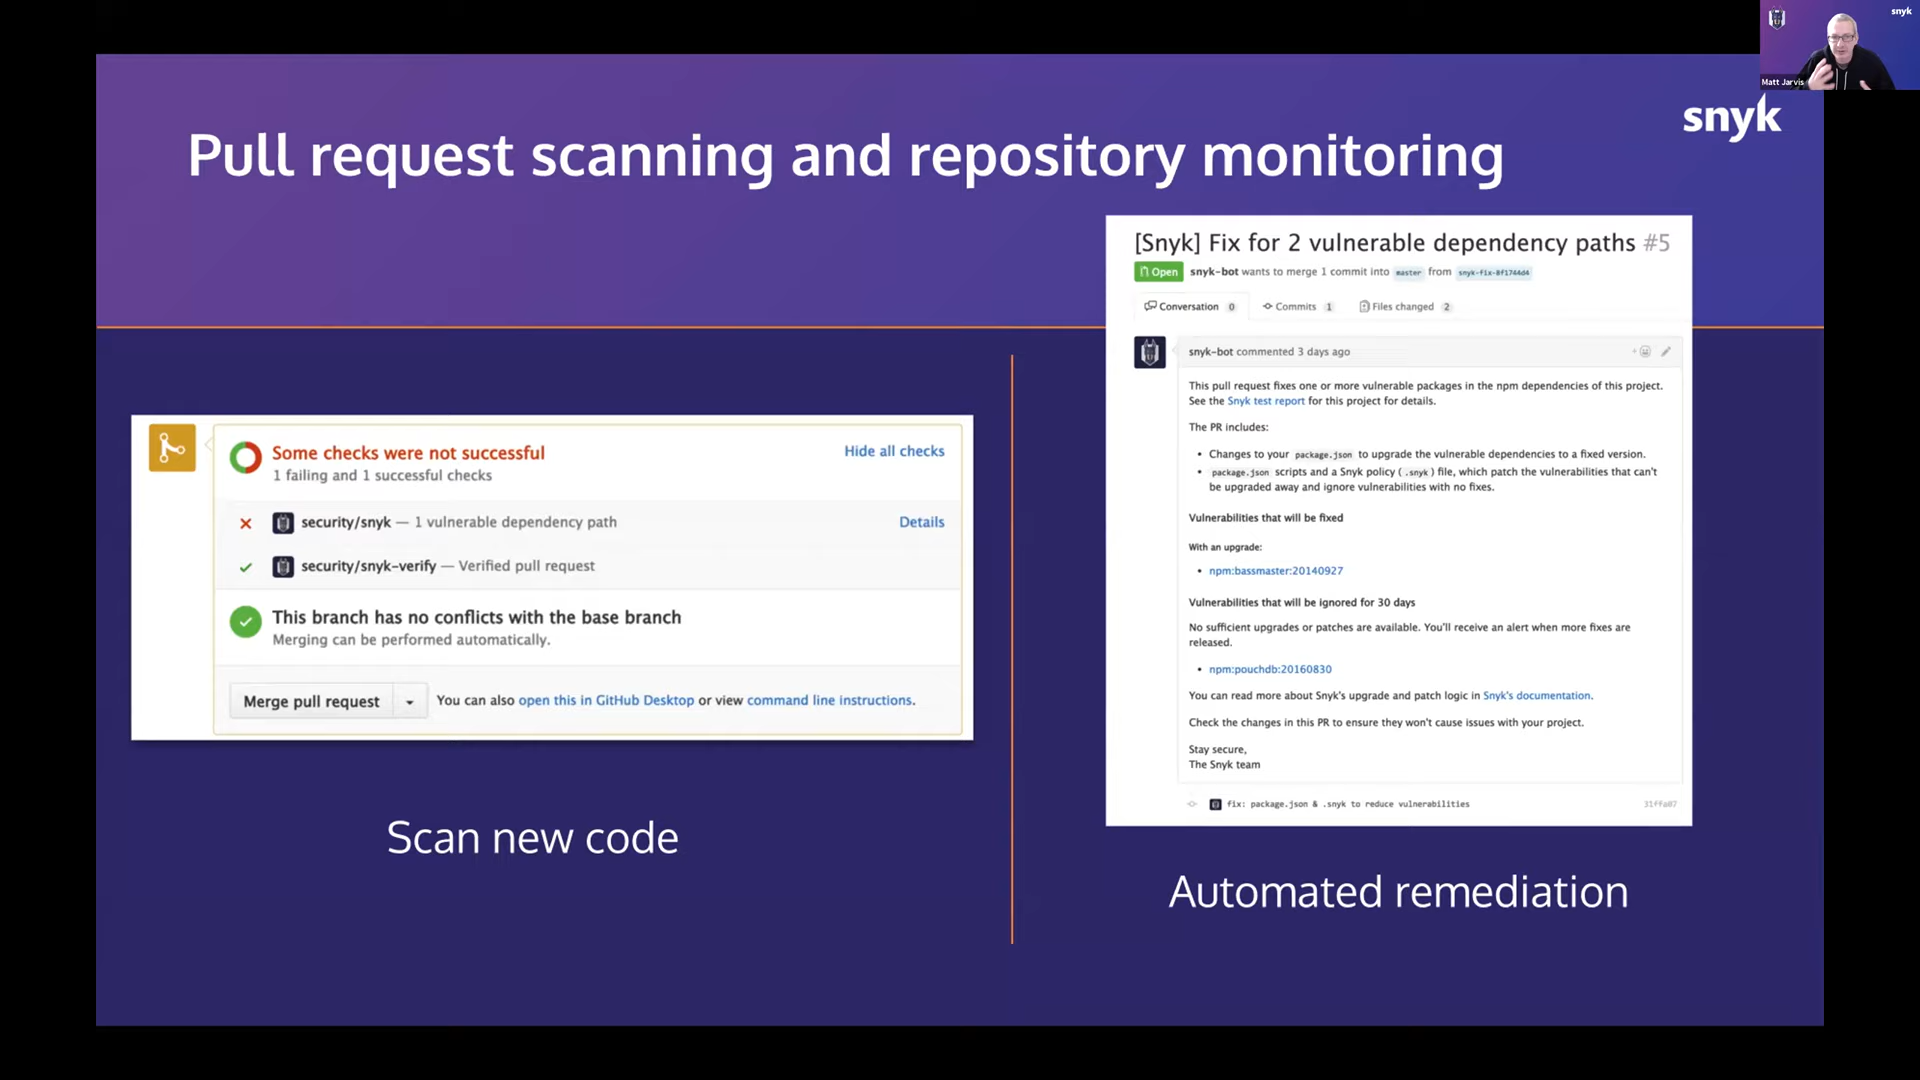 snyk
Matt Jarvis
snyk
Pull request scanning and repository monitoring
Some checks were not successful
Hide all checks
1 failing and 1 successful checks
security/snyk — 1 vulnerable dependency path
Details
security/snyk-verify — Verified pull request
This branch has no conflicts with the base branch
Merging can be performed automatically.
Merge pull request
You can also open this in GitHub Desktop or view command line instructions.
Scan new code
[Snyk] Fix for 2 vulnerable dependency paths #5
Open snyk-bot wants to merge 1 commit into master from snyk-fix-8f1744d4
Conversation 0 Commits 1 Files changed 2
snyk-bot commented 3 days ago
This pull request fixes one or more vulnerable packages in the npm dependencies of this project.
See the Snyk test report for this project for details.
The PR includes:
• Changes to your package.json to upgrade the vulnerable dependencies to a fixed version.
• package.json scripts and a Snyk policy (.snyk) file, which patch the vulnerabilities that can't
be upgraded away and ignore vulnerabilities with no fixes.
Vulnerabilities that will be fixed
With an upgrade:
• npm:bassmaster:20140927
Vulnerabilities that will be ignored for 30 days
No sufficient upgrades or patches are available. You'll receive an alert when more fixes are
released.
• npm:pouchdb:20160830
You can read more about Snyk's upgrade and patch logic in Snyk's documentation.
Check the changes in this PR to ensure they won't cause issues with your project.
Stay secure,
The Snyk team
fix: package.json & .snyk to reduce vulnerabilities
31ffa07
Automated remediation